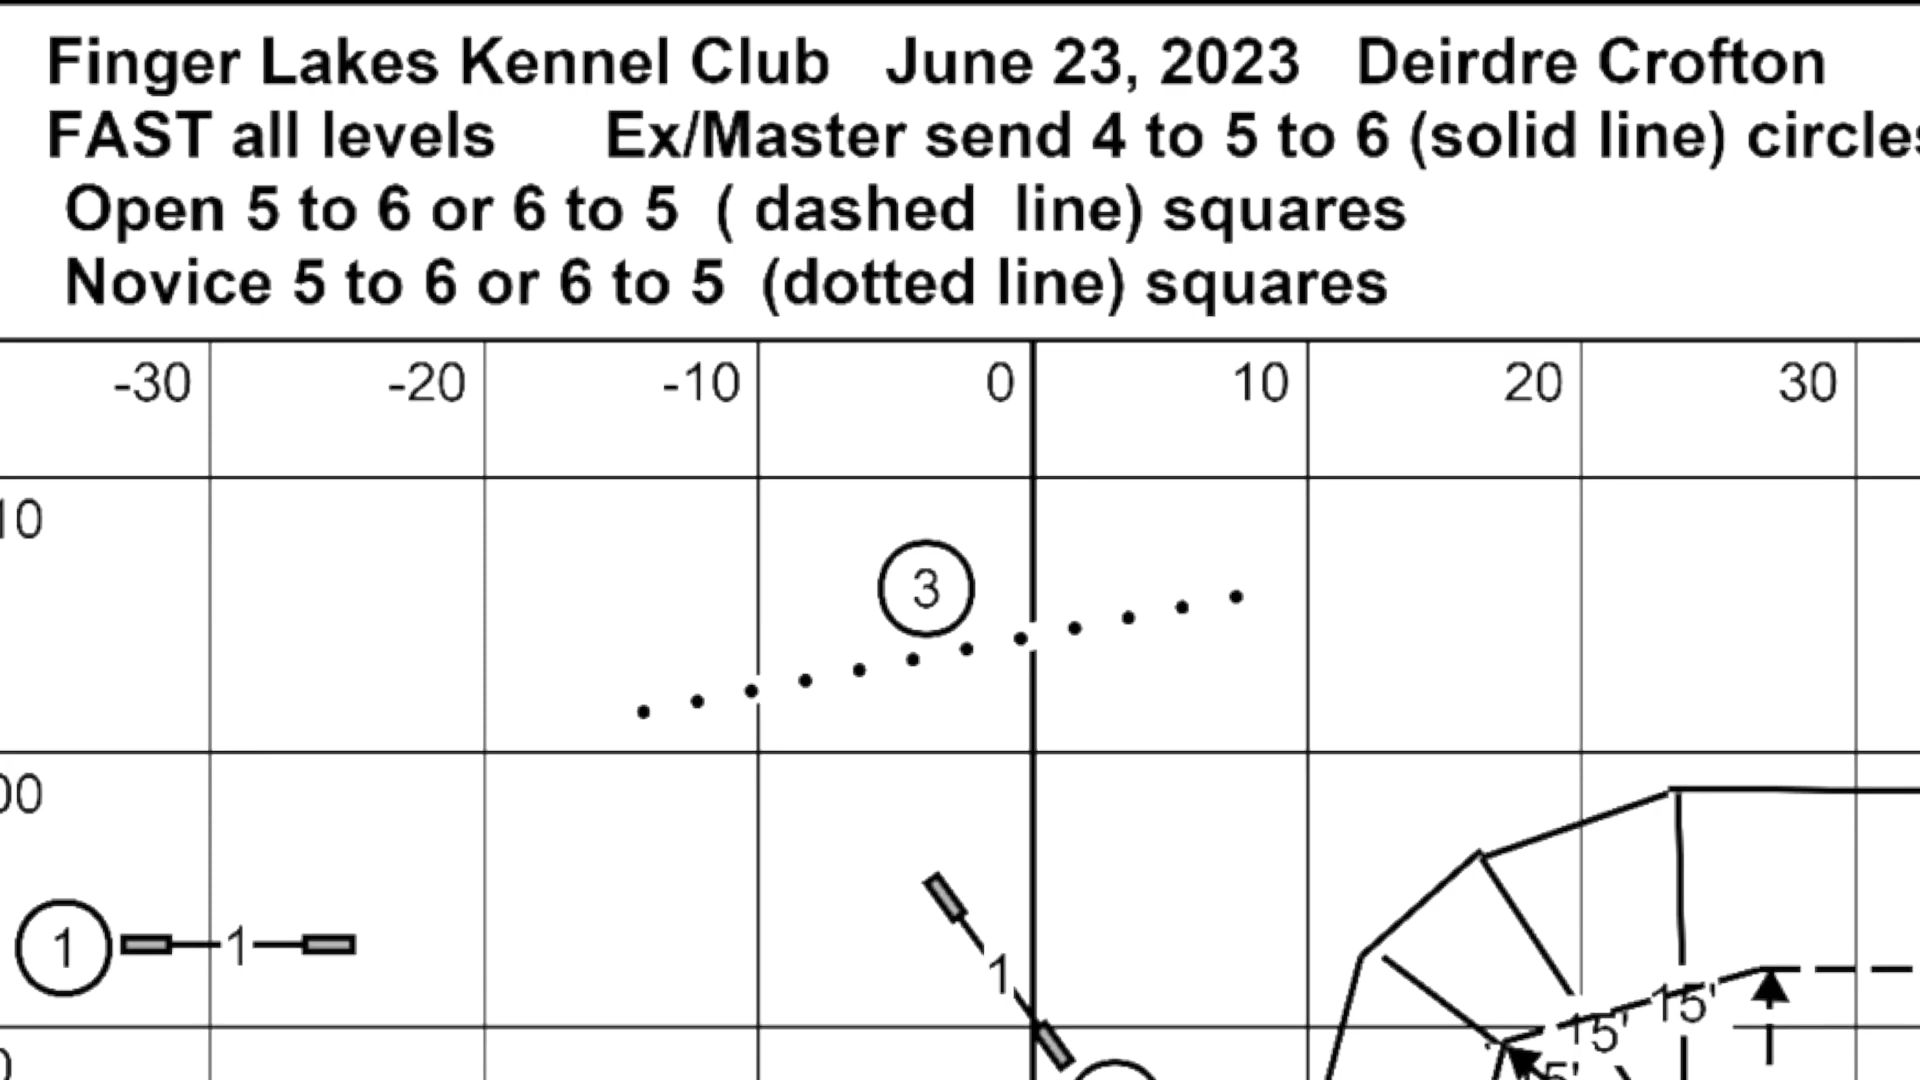 Finger Lakes Kennel Club June 23, 2023 Deirdre Crofton
FAST all levels Ex/Master send 4 to 5 to 6 (solid line) circles
Open 5 to 6 or 6 to 5 ( dashed line) squares
Novice 5 to 6 or 6 to 5 (dotted line) squares
-30 -20 -10 0 10 20 30
10
3
00
1 1
1
15' 15'
5'